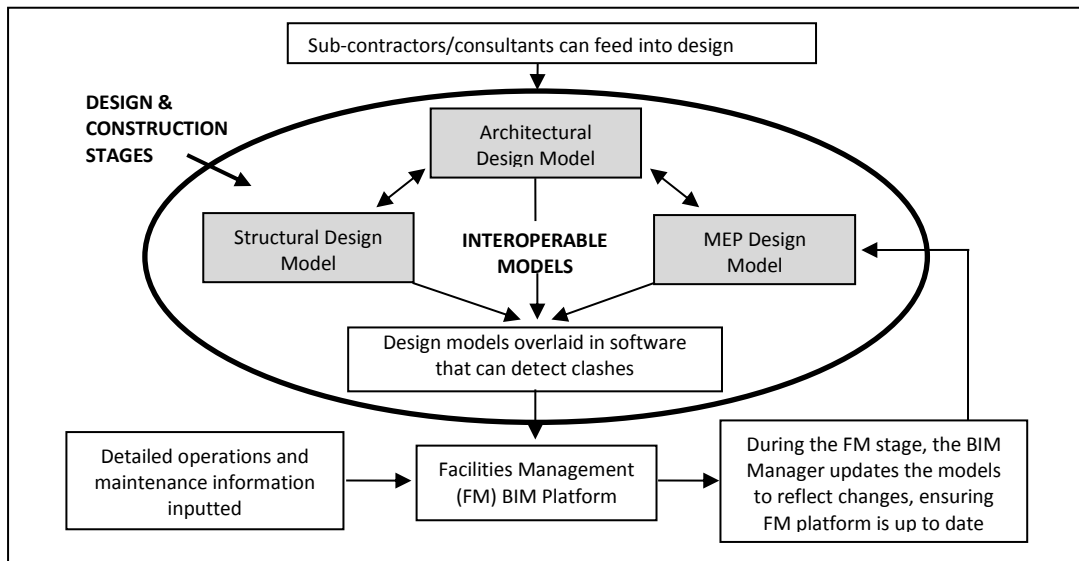 Sub-contractors/consultants can feed into design
DESIGN &
CONSTRUCTION
STAGES
Architectural
Design Model
Structural Design
Model
INTEROPERABLE
MODELS
MEP Design
Model
Design models overlaid in software
that can detect clashes
Detailed operations and
maintenance information
inputted
Facilities Management
(FM) BIM Platform
During the FM stage, the BIM
Manager updates the models
to reflect changes, ensuring
FM platform is up to date